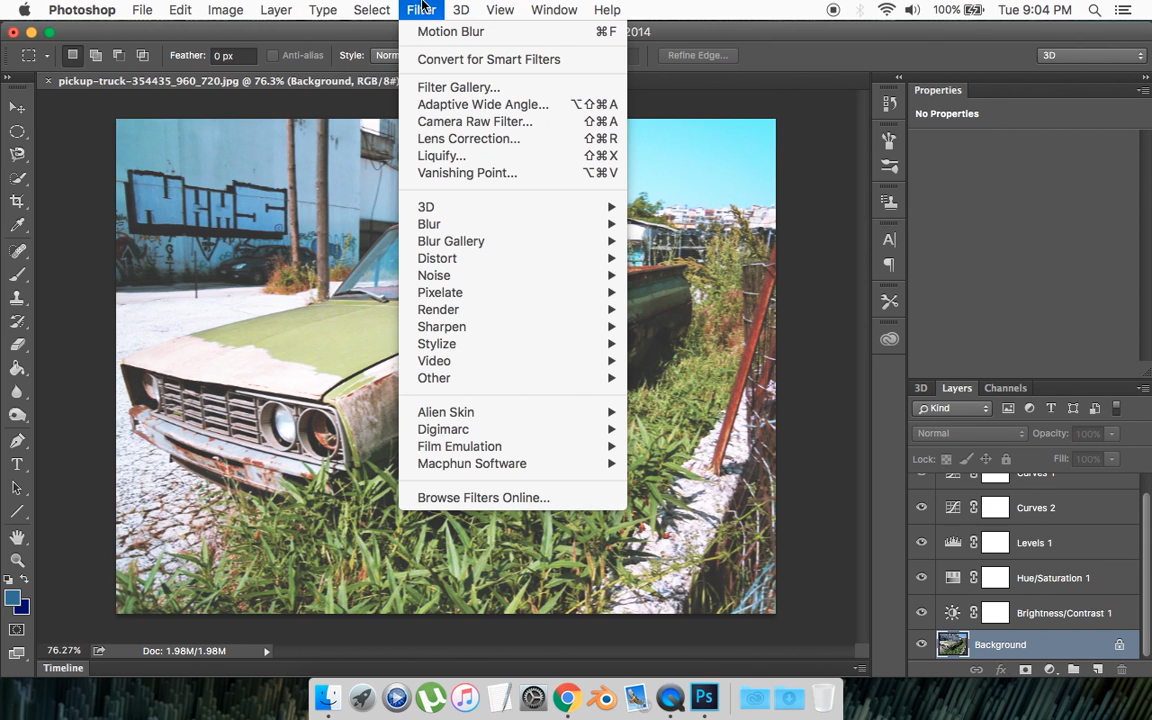 Photoshop File Edit Image Layer Type Select Filter 3D View Window Help 100% Tue 9:04 PM
Motion Blur ⌘F
2014
Feather: 0 px Anti-alias Style: Norm Refine Edge... 3D
Convert for Smart Filters
pickup-truck-354435_960_720.jpg @ 76.3% (Background, RGB/8#)
Filter Gallery...
Adaptive Wide Angle... ⌥⇧⌘A
Camera Raw Filter... ⇧⌘A
Lens Correction... ⇧⌘R
Liquify... ⇧⌘X
Vanishing Point... ⌥⌘V
3D
Blur
Blur Gallery
Distort
Noise
Pixelate
Render
Sharpen
Stylize
Video
Other
Alien Skin
Digimarc
Film Emulation
Macphun Software
Browse Filters Online...
Properties
No Properties
3D Layers Channels
Kind
Normal Opacity: 100%
Lock: Fill: 100%
Curves 1
Curves 2
Levels 1
Hue/Saturation 1
Brightness/Contrast 1
Background
76.27% Doc: 1.98M/1.98M
Timeline
Ps